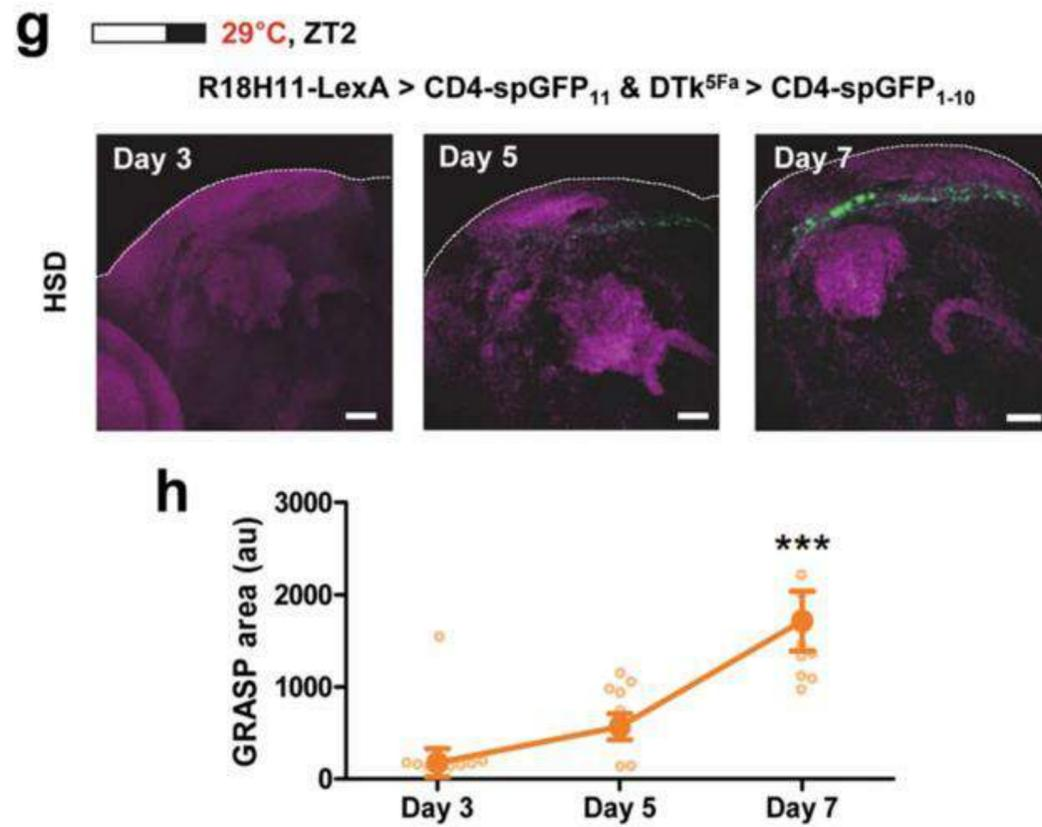 g
29°C, ZT2
R18H11-LexA > CD4-spGFP₁₁ & DTk⁵ᶠᵃ > CD4-spGFP₁₋₁₀
Day 3
Day 5
Day 7
HSD
h
GRASP area (au)
3000
2000
1000
0
***
Day 3
Day 5
Day 7